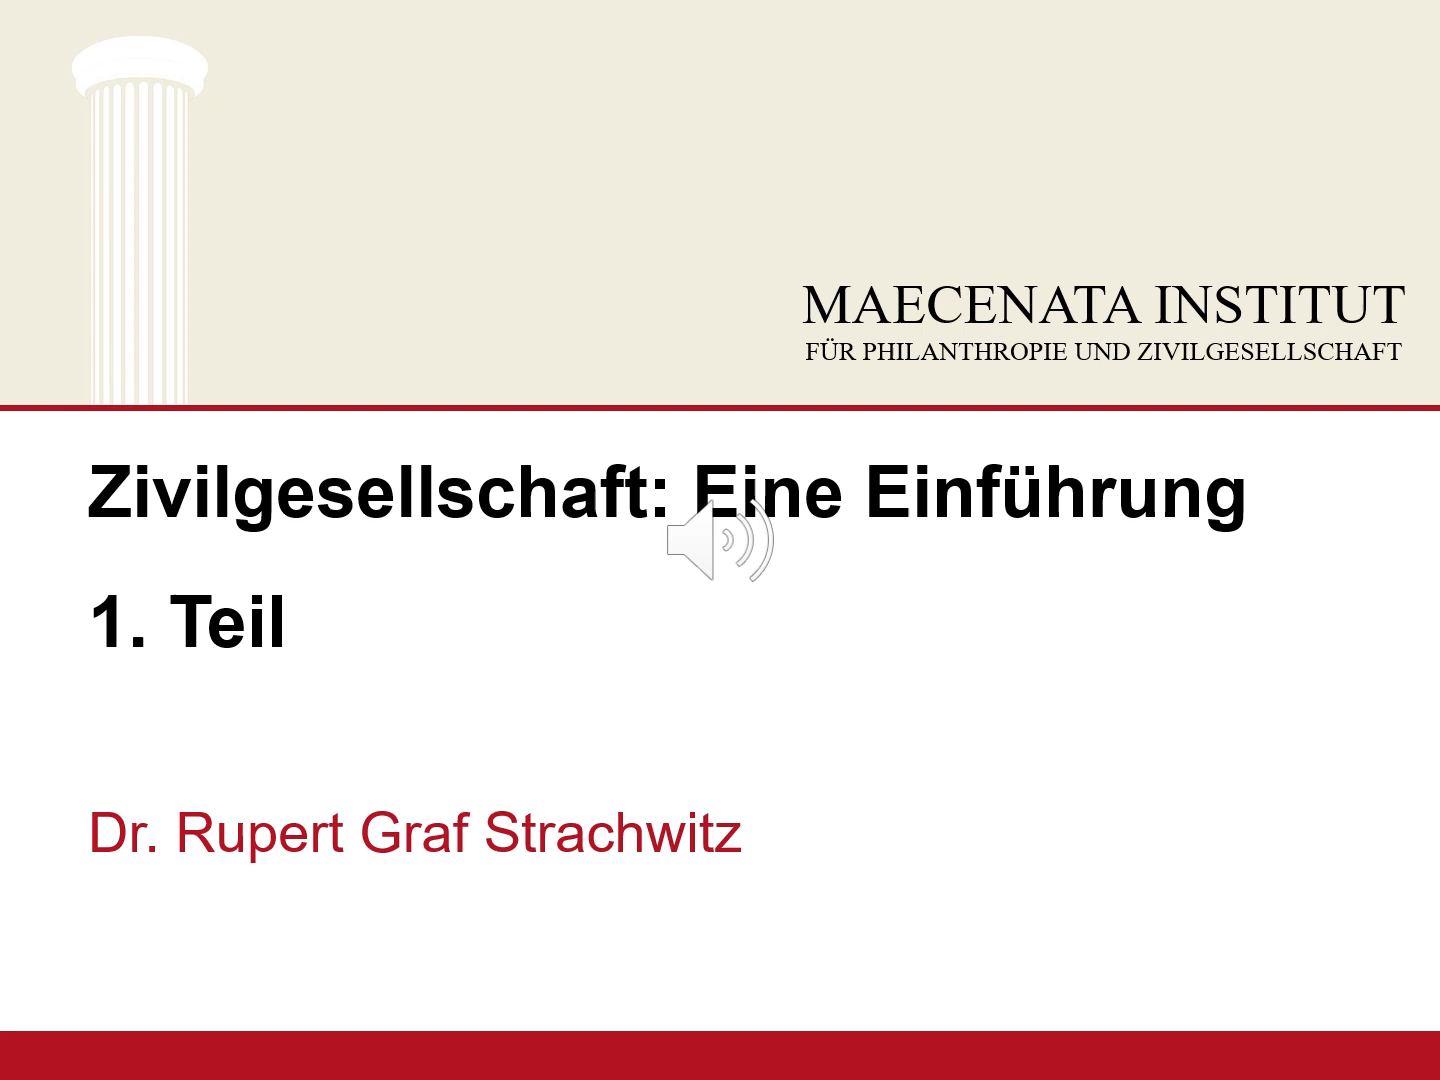 MAECENATA INSTITUT
FÜR PHILANTHROPIE UND ZIVILGESELLSCHAFT
Zivilgesellschaft: Eine Einführung
1. Teil
Dr. Rupert Graf Strachwitz